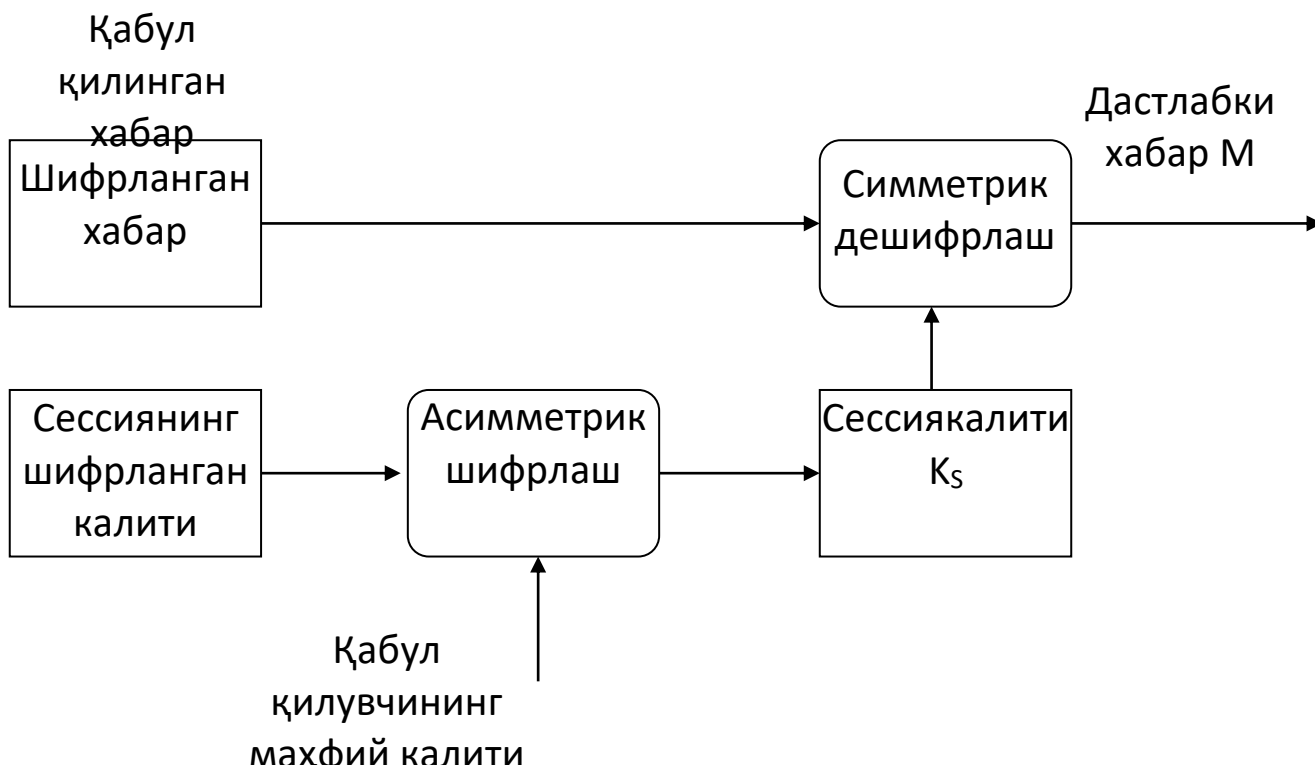 Қабул
қилинган
хабар
Шифрланган
хабар
Симметрик
дешифрлаш
Дастлабки
хабар М
Сессиянинг
шифрланган
калити
Асимметрик
шифрлаш
Сессиякалити
K_S
Қабул
қилувчининг
махфий калити